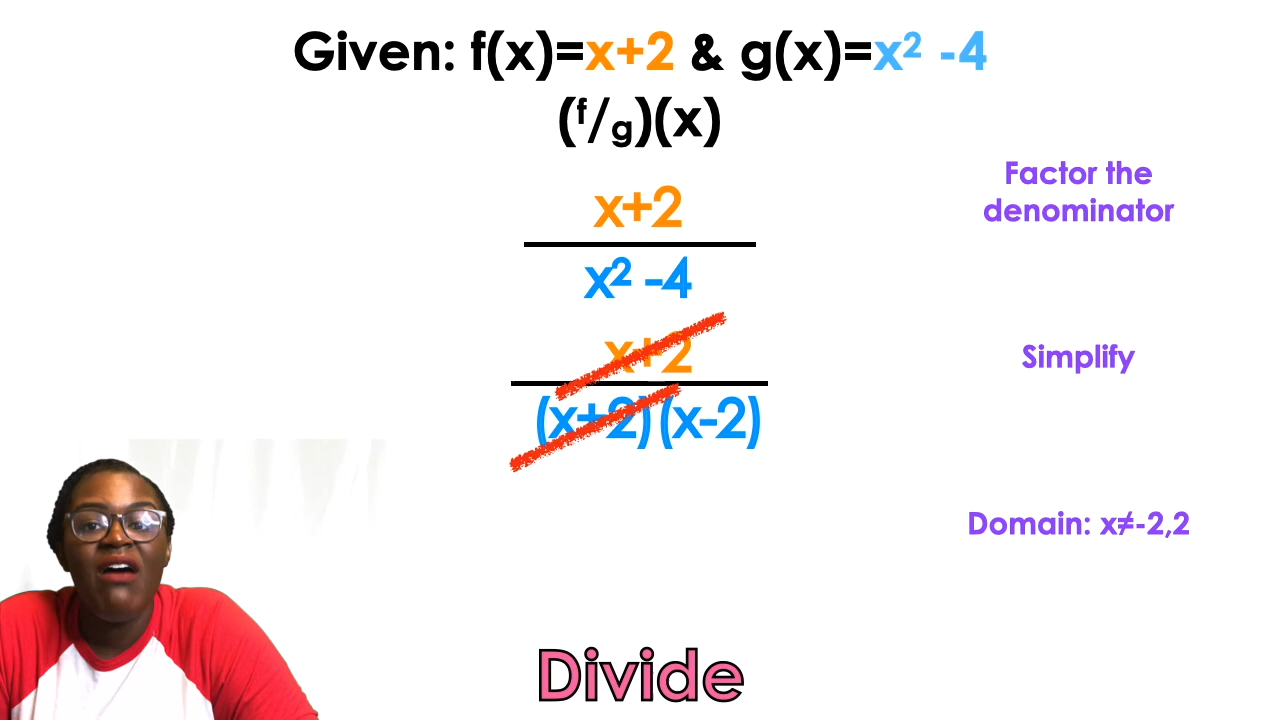 Given: f(x)=x+2 & g(x)=x² -4
(f/g)(x)
Factor the
denominator
x+2
x² -4
x+2
(x+2)(x-2)
Simplify
Domain: x≠-2,2
Divide